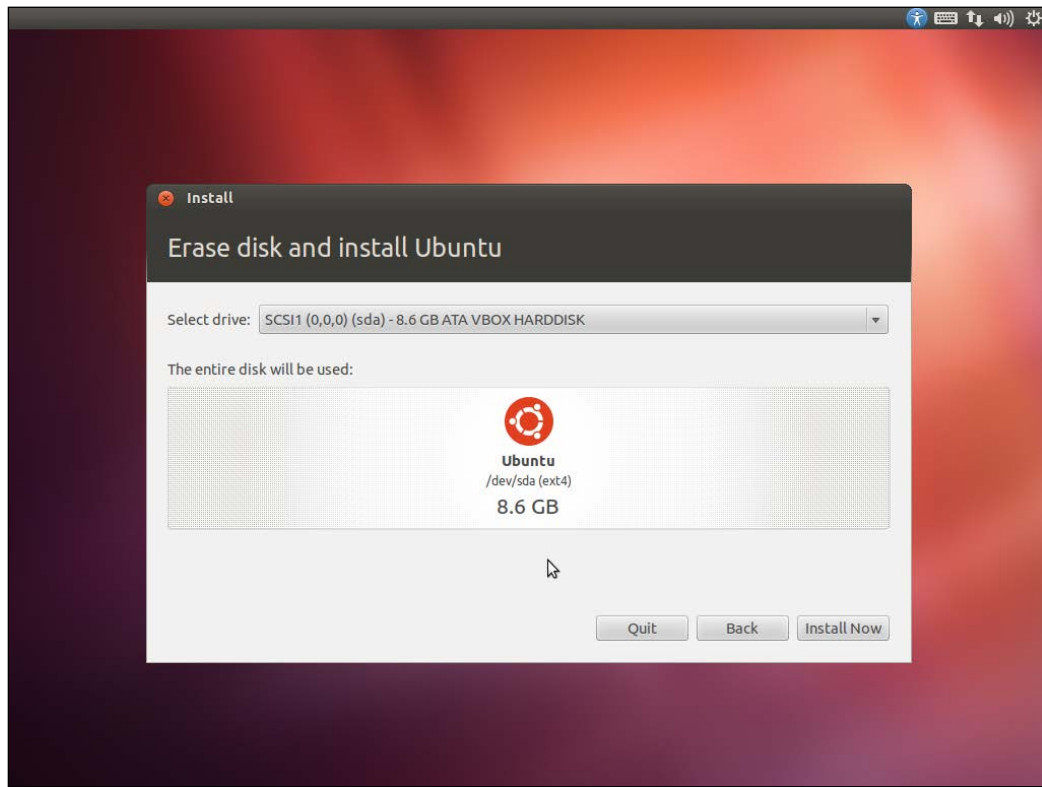 Install
Erase disk and install Ubuntu
Select drive: SCSI1 (0,0,0) (sda) - 8.6 GB ATA VBOX HARDDISK
The entire disk will be used:
Ubuntu
/dev/sda (ext4)
8.6 GB
Quit Back Install Now